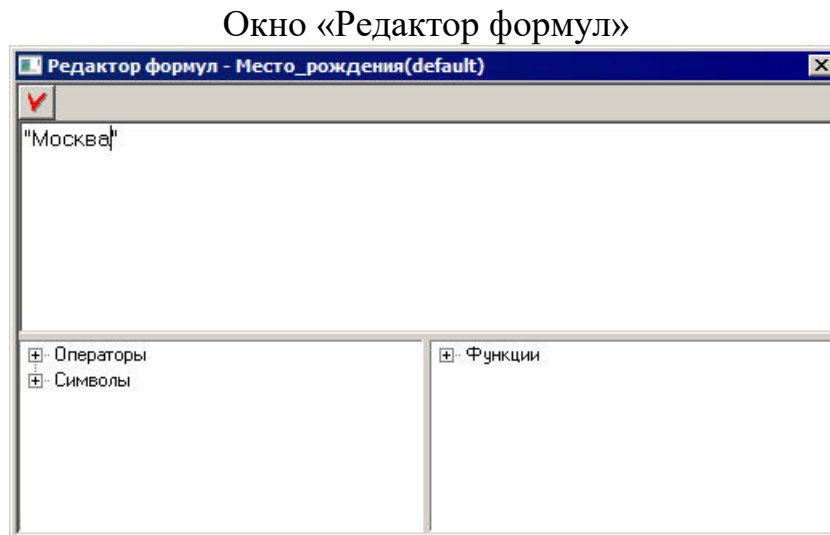 Окно «Редактор формул»
Редактор формул - Место_рождения(default)
"Москва"
Операторы
Символы
Функции